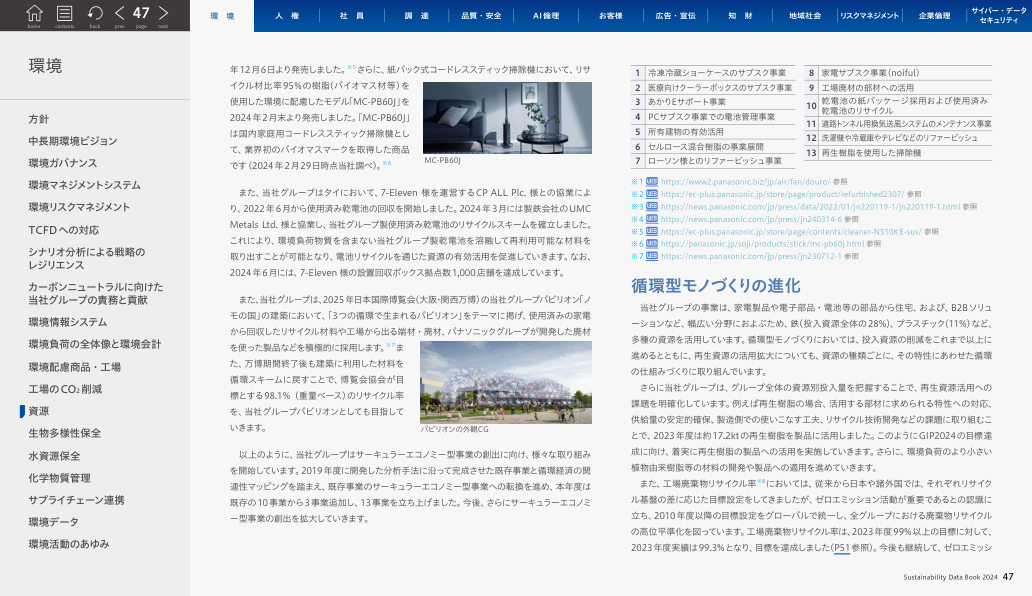 home
contents
back
prev
47
page
next
環 境
人 権
社 員
調 達
品質・安全
AI倫理
お客様
広告・宣伝
知 財
地域社会
リスクマネジメント
企業倫理
サイバー・データ
セキュリティ
環境
方針
中長期環境ビジョン
環境ガバナンス
環境マネジメントシステム
環境リスクマネジメント
TCFDへの対応
シナリオ分析による戦略の
レジリエンス
カーボンニュートラルに向けた
当社グループの責務と貢献
環境情報システム
環境負荷の全体像と環境会計
環境配慮商品・工場
工場のCO2削減
資源
生物多様性保全
水資源保全
化学物質管理
サプライチェーン連携
環境データ
環境活動のあゆみ
年12月6日より発売しました。※5さらに、紙パック式コードレススティック掃除機において、リサ
イクル材比率95%の樹脂(バイオマス材等)を
使用した環境に配慮したモデル「MC-PB60J」を
2024年2月末より発売しました。「MC-PB60J」
は国内家庭用コードレススティック掃除機とし
て、業界初のバイオマスマークを得た商品
です(2024年2月29日時点当社調べ)。※6
MC-PB60J
また、当社グループはタイにおいて、7-Eleven 様を運営するCP ALL Plc. 様との協業によ
り、2022年6月から使用済み乾電池の回収を開始しました。2024年3月には製鉄会社のUMC
Metals Ltd. 様と協業し、当社グループ製使用済み乾電池のリサイクルスキームを確立しました。
これにより、環境負荷物質を含まない当社グループ製乾電池を溶融して再利用可能な材料を
取り出すことが可能となり、電池リサイクルを通じた資源の有効活用を促進していきます。なお、
2024年6月には、7-Eleven 様の設置回収ボックス拠点数1,000店舗を達成しています。
また、当社グループは、2025年日本国際博覧会(大阪・関西万博)の当社グループパビリオン「ノ
モの国」の建築において、「3つの循環で生まれるパビリオン」をテーマに掲げ、使用済みの家電
から回収したリサイクル材料や工場から出る端材・廃材、パナソニックグループが開発した廃材
を使った製品などを積極的に採用します。※7ま
た、万博期間終了後も建築に利用した材料を
循環スキームに戻すことで、博覧会協会が目
標とする98.1% (重量ベース)のリサイクル率
を、当社グループパビリオンとしても目指して
いきます。
パビリオンの外観CG
以上のように、当社グループはサーキュラーエコノミー型事業の創出に向け、様々な取り組み
を開始しています。2019年度に開発した分析手法に沿って完成させた既存事業と循環経済の関
連性マッピングを踏まえ、既存事業のサーキュラーエコノミー型事業への転換を進め、本年度は
既存の10事業から3事業追加し、13事業を立ち上げました。今後、さらにサーキュラーエコノミ
ー型事業の創出を拡大していきます。
1 冷凍冷蔵ショーケースのサブスク事業
2 医療向けクーラーボックスのサブスク事業
3 あかりEサポート事業
4 PCサブスク事業での電池管理事業
5 所有建物の有効活用
6 セルロース混合樹脂の事業展開
7 ローソン様とのリファービッシュ事業
8 家電サブスク事業(noiful)
9 工場廃材の部材への活用
10 乾電池の紙パッケージ採用および使用済み
乾電池のリサイクル
11 道路トンネル用換気送風システムのメンテナンス事業
12 洗濯機や冷蔵庫やテレビなどのリファービッシュ
13 再生樹脂を使用した掃除機
※1 WEB https://www2.panasonic.biz/jp/air/fan/douro/ 参照
※2 WEB https://ec-plus.panasonic.jp/store/page/product/refurbished2307/ 参照
※3 WEB https://news.panasonic.com/jp/press/data/2022/01/jn220119-1/jn220119-1.html 参照
※4 WEB https://news.panasonic.com/jp/press/jn240314-6 参照
※5 WEB https://ec-plus.panasonic.jp/store/page/contents/cleaner-N510KE-sus/ 参照
※6 WEB https://panasonic.jp/soji/products/stick/mc-pb60j.html 参照
※7 WEB https://news.panasonic.com/jp/press/jn230712-1 参照
循環型モノづくりの進化
当社グループの事業は、家電製品や電子部品・電池等の部品から住宅、および、B2Bソリュ
ーションなど、幅広い分野におよぶため、鉄(投入資源全体の28%)、プラスチック(11%)など、
多種の資源を活用しています。循環型モノづくりにおいては、投入資源の削減をこれまで以上に
進めるとともに、再生資源の活用拡大についても、資源の種類ごとに、その特性にあわせた循環
の仕組みづくりに取り組んでいます。
さらに当社グループは、グループ全体の資源別投入量を把握することで、再生資源活用への
課題を明確化しています。例えば再生樹脂の場合、活用する部材に求められる特性への対応、
供給量の安定的確保、製造側での使いこなす工夫、リサイクル技術開発などの課題に取り組むこ
とで、2023年度は約17.2ktの再生樹脂を製品に活用しました。このようにGIP2024の目標達
成に向け、着実に再生樹脂の活用を実施していきます。さらに、環境負荷のより小さい
植物由来樹脂等の材料の開発や製品への適用を進めていきます。
また、工場廃棄物リサイクル率※8においては、従来から日本や諸外国では、それぞれリサイク
ル基盤の差に応じた目標設定をしてきましたが、ゼロエミッション活動が重要であるとの認識に
立ち、2010年度以降の目標設定をグローバルで統一し、全グループにおける廃棄物リサイクル
の高位平準化を図っています。工場廃棄物リサイクル率は、2023年度99%以上の目標に対して、
2023年度実績は99.3%となり、目標を達成しました(P51参照)。今後も継続して、ゼロエミッシ
Sustainability Data Book 2024 47